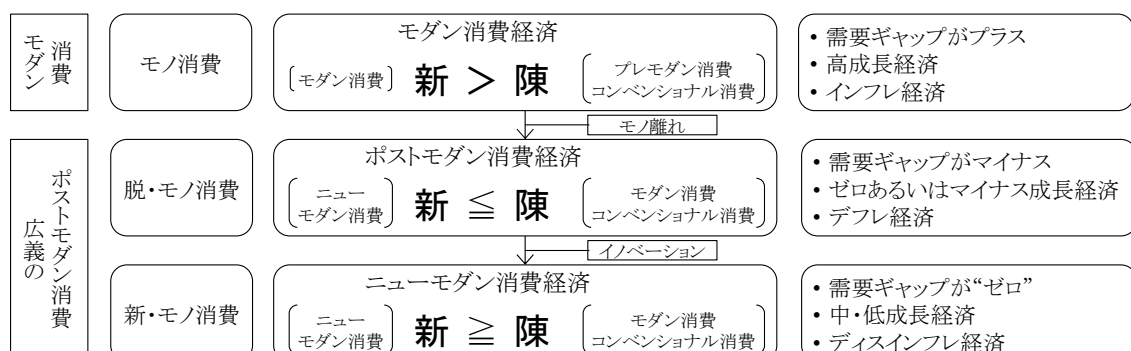 モダン消費
モノ消費
モダン消費経済
［モダン消費］ 新 ＞ 陳 ［プレモダン消費
コンベンショナル消費］
・需要ギャップがプラス
・高成長経済
・インフレ経済
モノ離れ
広義の
ポストモダン消費
脱・モノ消費
ポストモダン消費経済
［ニュー
モダン消費］ 新 ≦ 陳 ［モダン消費
コンベンショナル消費］
・需要ギャップがマイナス
・ゼロあるいはマイナス成長経済
・デフレ経済
イノベーション
新・モノ消費
ニューモダン消費経済
［ニュー
モダン消費］ 新 ≧ 陳 ［モダン消費
コンベンショナル消費］
・需要ギャップが“ゼロ”
・中・低成長経済
・ディスインフレ経済